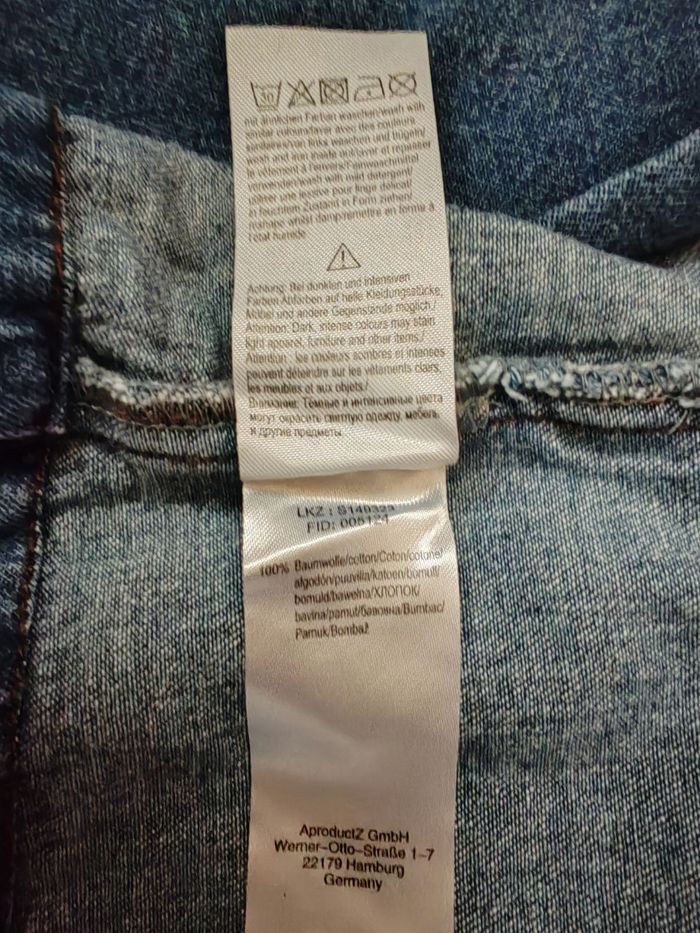 30
mit ähnlichen Farben waschen/wash with
similar colours/laver avec des couleurs
similaires/von links waschen und bügeln/
wash and iron inside out/laver et repasser
le vêtement à l'envers/Feinwaschmittel
verwenden/wash with mild detergent/
utiliser une lessive pour linge délicat/
in feuchtem Zustand in Form ziehen/
reshape whilst damp/remettre en forme à
l'état humide
Achtung: Bei dunklen und intensiven
Farben Abfärben auf helle Kleidungsstücke,
Möbel und andere Gegenstände möglich./
Attention: Dark, intense colours may stain
light apparel, furniture and other items./
Attention : les couleurs sombres et intenses
peuvent déteindre sur les vêtements clairs,
les meubles et aux objets./
Внимание: Тёмные и интенсивные цвета
могут окрасить светлую одежду, мебель
и другие предметы.
LKZ : S140323
FID: 005124
100% Baumwolle/cotton/Coton/cotone/
algodón/puuvilla/katoen/bomull/
bomuld/bawełna/ХЛОПОК/
bavlna/pamut/бавовна/Bumbac/
Pamuk/Bombaž
AproductZ GmbH
Werner-Otto-Straße 1-7
22179 Hamburg
Germany